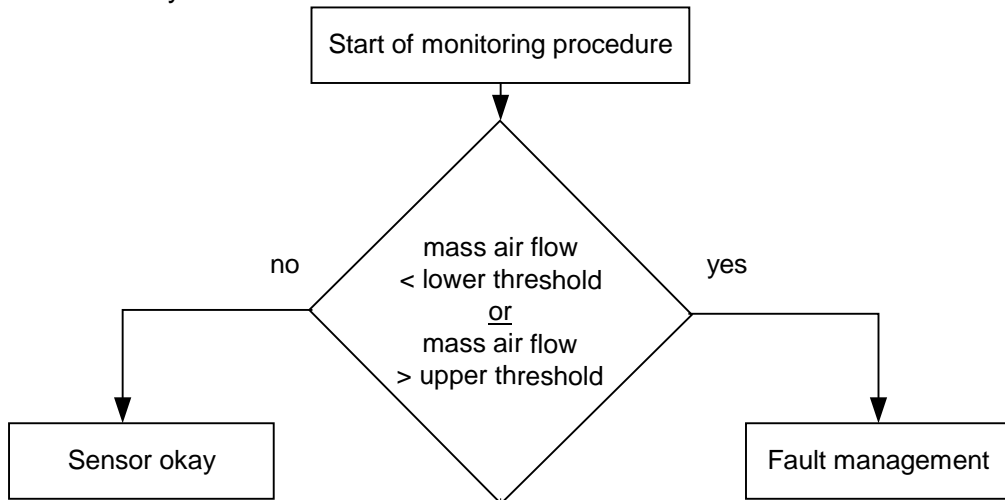 Start of monitoring procedure
mass air flow
no
< lower threshold
yes
or
mass air flow
> upper threshold
Sensor okay
Fault management